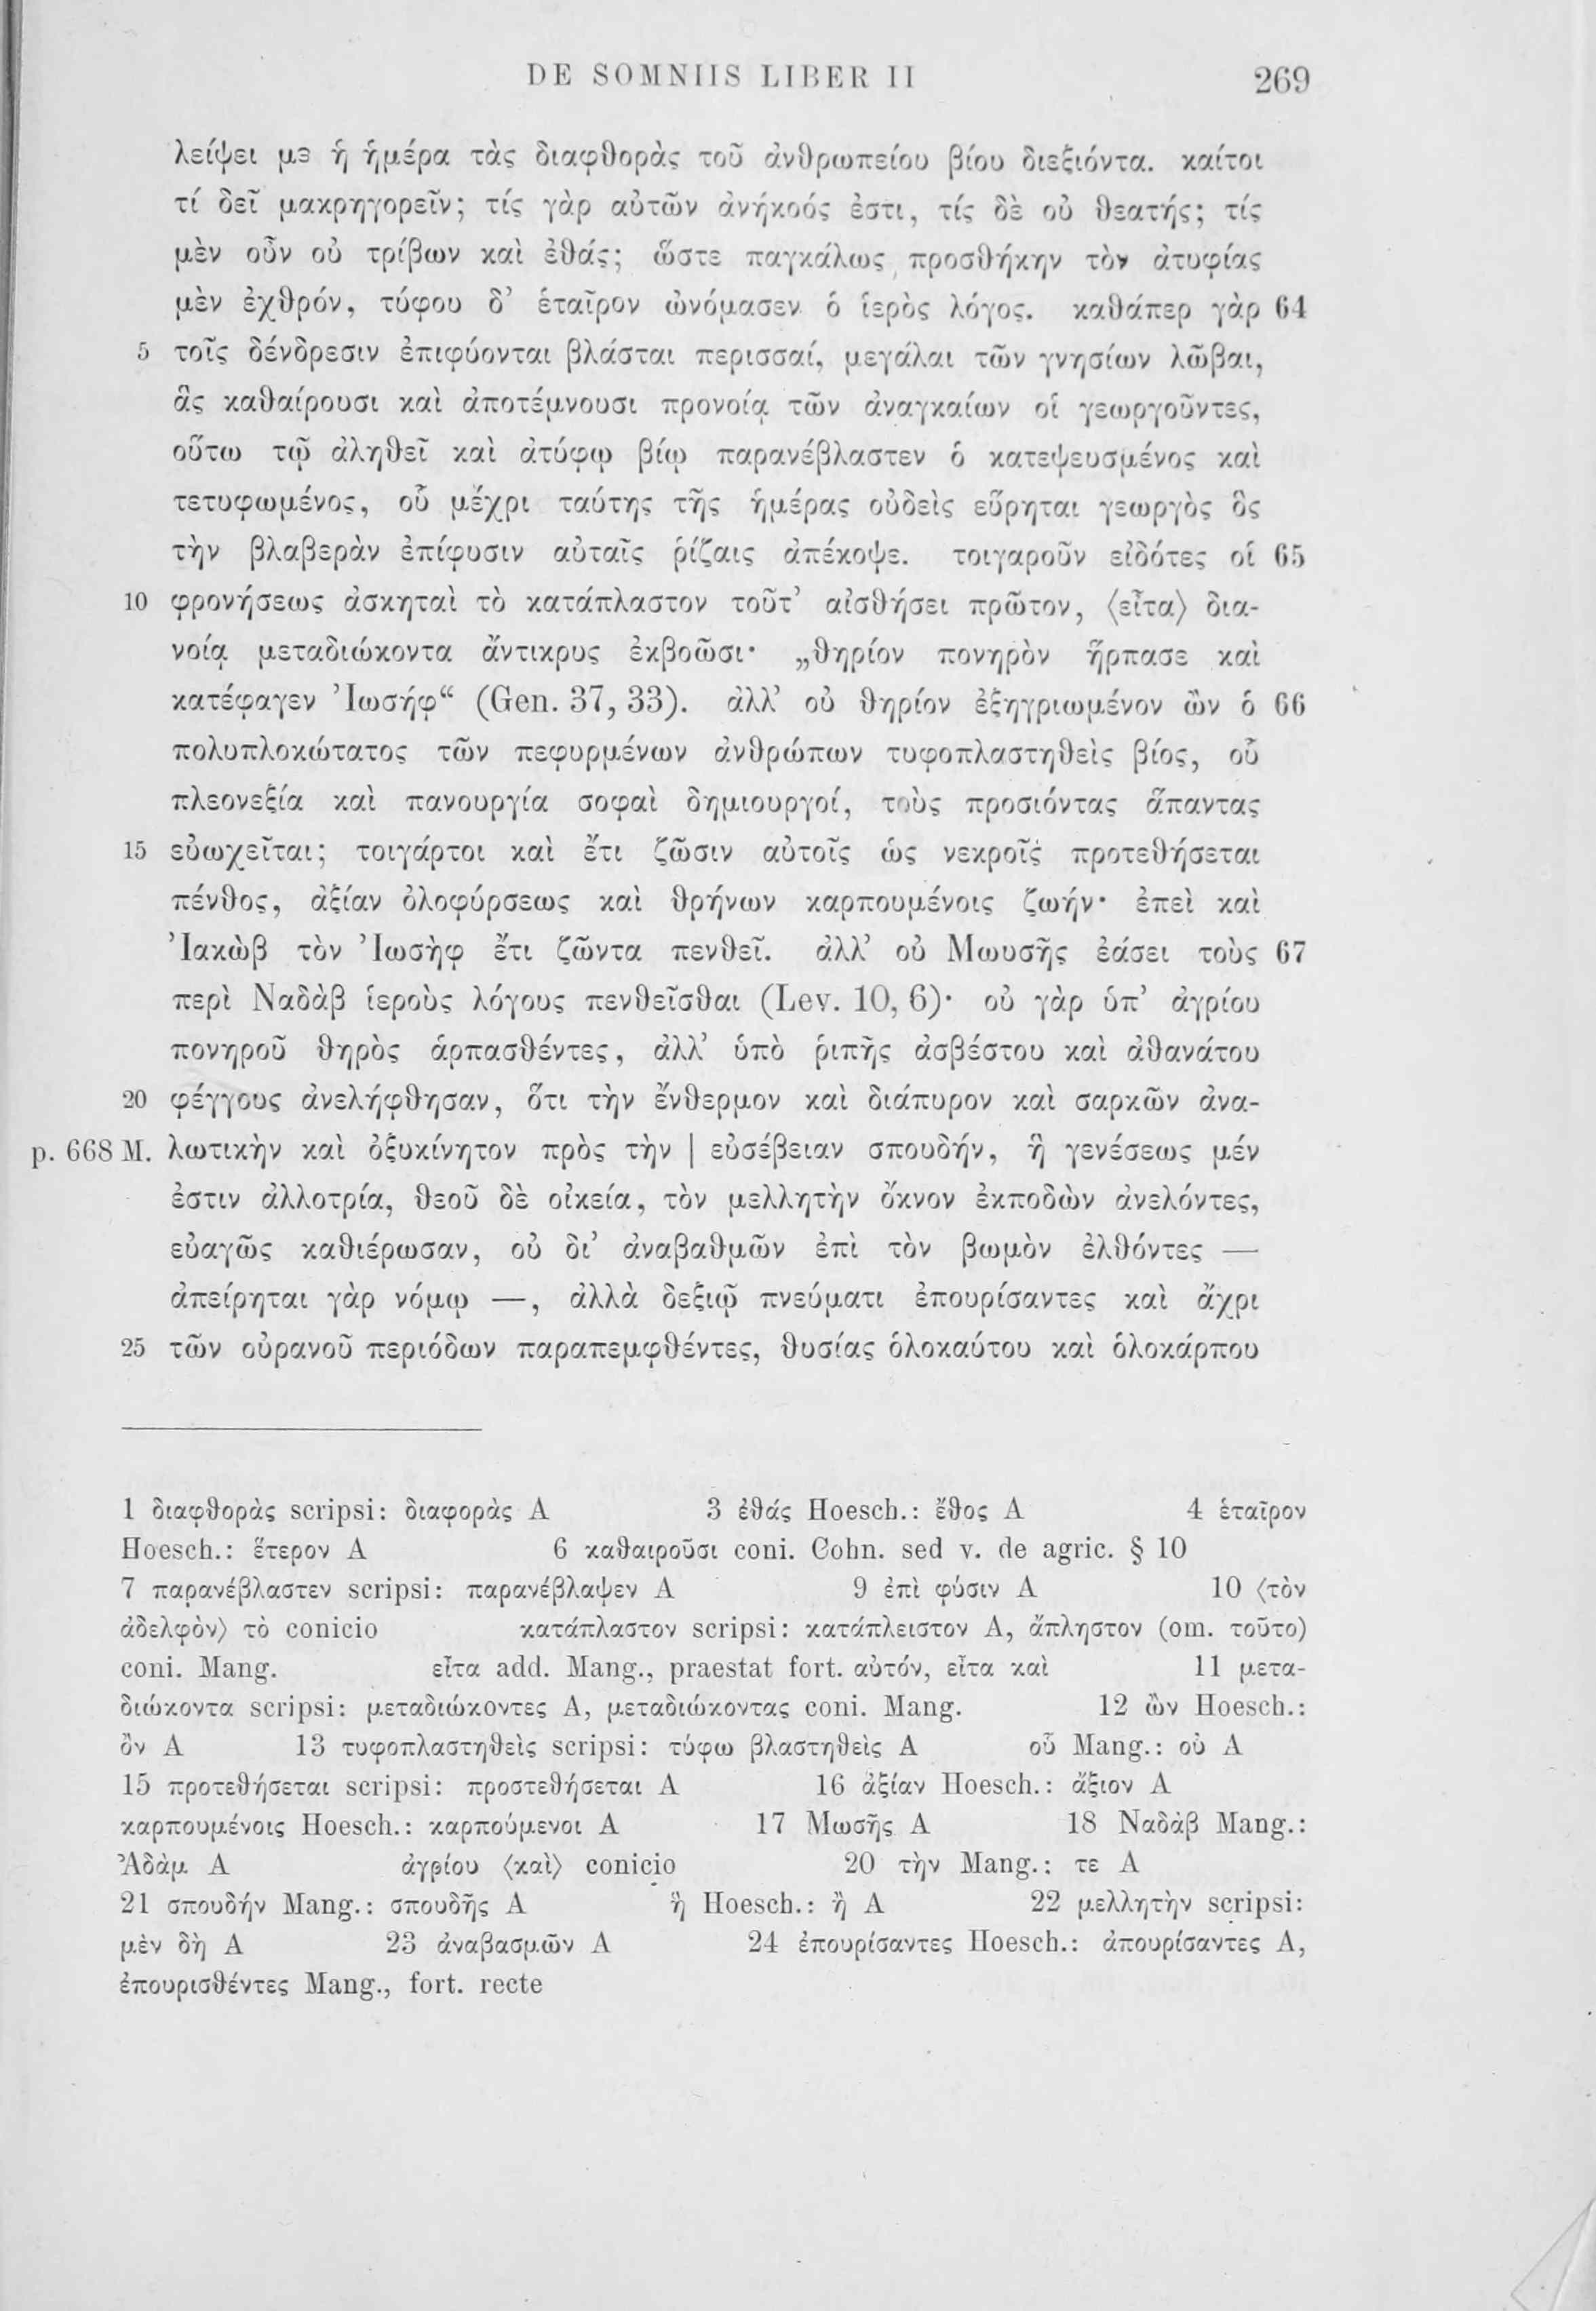 DE SOMNIIS LIBER II 269
λείψει με ἡ ἡμέρα τὰς διαφθορὰς τοῦ ἀνθρωπείου βίου διεξιόντα. καίτοι
τί δεῖ μακρηγορεῖν; τίς γὰρ αὐτῶν ἀνήκοός ἐστι, τίς δὲ οὐ θεατής; τίς
μὲν οὖν οὐ τρίβων καὶ ἐθάς; ὥστε παγκάλως προσθήκην τὸν ἀτυφίας
μὲν ἐχθρόν, τύφου δ’ ἑταῖρον ὠνόμασεν ὁ ἱερὸς λόγος. καθάπερ γὰρ 64
5 τοῖς δένδρεσιν ἐπιφύονται βλάσται περισσαί, μεγάλαι τῶν γνησίων λῶβαι,
ἃς καθαίρουσι καὶ ἀποτέμνουσι προνοίᾳ τῶν ἀναγκαίων οἱ γεωργοῦντες,
οὕτω τῷ ἀληθεῖ καὶ ἀτύφῳ βίῳ παρανέβλαστεν ὁ κατεψευσμένος καὶ
τετυφωμένος, οὗ μέχρι ταύτης τῆς ἡμέρας οὐδεὶς εὕρηται γεωργὸς ὃς
τὴν βλαβερὰν ἐπίφυσιν αὐταῖς ῥίζαις ἀπέκοψε. τοιγαροῦν εἰδότες οἱ 65
10 φρονήσεως ἀσκηταὶ τὸ κατάπλαστον τοῦτ’ αἰσθήσει πρῶτον, ⟨εἶτα⟩ δια-
νοίᾳ μεταδιώκοντα ἄντικρυς ἐκβοῶσι· „θηρίον πονηρὸν ἥρπασε καὶ
κατέφαγεν Ἰωσήφ“ (Gen. 37, 33). ἀλλ’ οὐ θηρίον ἐξηγριωμένον ὢν ὁ 66
πολυπλοκώτατος τῶν πεφυρμένων ἀνθρώπων τυφοπλαστηθεὶς βίος, οὗ
πλεονεξία καὶ πανουργία σοφαὶ δημιουργοί, τοὺς προσιόντας ἅπαντας
15 εὐωχεῖται; τοιγάρτοι καὶ ἔτι ζῶσιν αὐτοῖς ὡς νεκροῖς προτεθήσεται
πένθος, ἀξίαν ὀλοφύρσεως καὶ θρήνων καρπουμένοις ζωήν· ἐπεὶ καὶ
Ἰακὼβ τὸν Ἰωσὴφ ἔτι ζῶντα πενθεῖ. ἀλλ’ οὐ Μωυσῆς ἐάσει τοὺς 67
περὶ Ναδὰβ ἱεροὺς λόγους πενθεῖσθαι (Lev. 10, 6)· οὐ γὰρ ὑπ’ ἀγρίου
πονηροῦ θηρὸς ἁρπασθέντες, ἀλλ’ ὑπὸ ῥιπῆς ἀσβέστου καὶ ἀθανάτου
20 φέγγους ἀνελήφθησαν, ὅτι τὴν ἔνθερμον καὶ διάπυρον καὶ σαρκῶν ἀνα-
p. 668 M. λωτικὴν καὶ ὀξυκίνητον πρὸς τὴν | εὐσέβειαν σπουδήν, ἣ γενέσεως μέν
ἐστιν ἀλλοτρία, θεοῦ δὲ οἰκεία, τὸν μελλητὴν ὄκνον ἐκποδὼν ἀνελόντες,
εὐαγῶς καθιέρωσαν, οὐ δι’ ἀναβαθμῶν ἐπὶ τὸν βωμὸν ἐλθόντες —
ἀπείρηται γὰρ νόμῳ —, ἀλλὰ δεξιῷ πνεύματι ἐπουρίσαντες καὶ ἄχρι
25 τῶν οὐρανοῦ περιόδων παραπεμφθέντες, θυσίας ὁλοκαύτου καὶ ὁλοκάρπου
1 διαφθορὰς scripsi: διαφορὰς A 3 ἐθάς Hoesch.: ἔθος A 4 ἑταῖρον
Hoesch.: ἕτερον A 6 καθαιροῦσι coni. Cohn. sed v. de agric. § 10
7 παρανέβλαστεν scripsi: παρανέβλαψεν A 9 ἐπὶ φύσιν A 10 ⟨τὸν
ἀδελφὸν⟩ τὸ conicio κατάπλαστον scripsi: κατάπλειστον A, ἄπληστον (om. τοῦτο)
coni. Mang. εἶτα add. Mang., praestat fort. αὐτόν, εἶτα καὶ 11 μετα-
διώκοντα scripsi: μεταδιώκοντες A, μεταδιώκοντας coni. Mang. 12 ὢν Hoesch.:
ὃν A 13 τυφοπλαστηθεὶς scripsi: τύφω βλαστηθεὶς A οὗ Mang.: οὐ A
15 προτεθήσεται scripsi: προστεθήσεται A 16 ἀξίαν Hoesch.: ἄξιον A
καρπουμένοις Hoesch.: καρπούμενοι A 17 Μωσῆς A 18 Ναδὰβ Mang.:
Ἀδὰμ A ἀγρίου ⟨καὶ⟩ conicio 20 τὴν Mang.: τε A
21 σπουδήν Mang.: σπουδῆς A ἣ Hoesch.: ἢ A 22 μελλητὴν scripsi:
μὲν δὴ A 23 ἀναβασμῶν A 24 ἐπουρίσαντες Hoesch.: ἀπουρίσαντες A,
ἐπουρισθέντες Mang., fort. recte